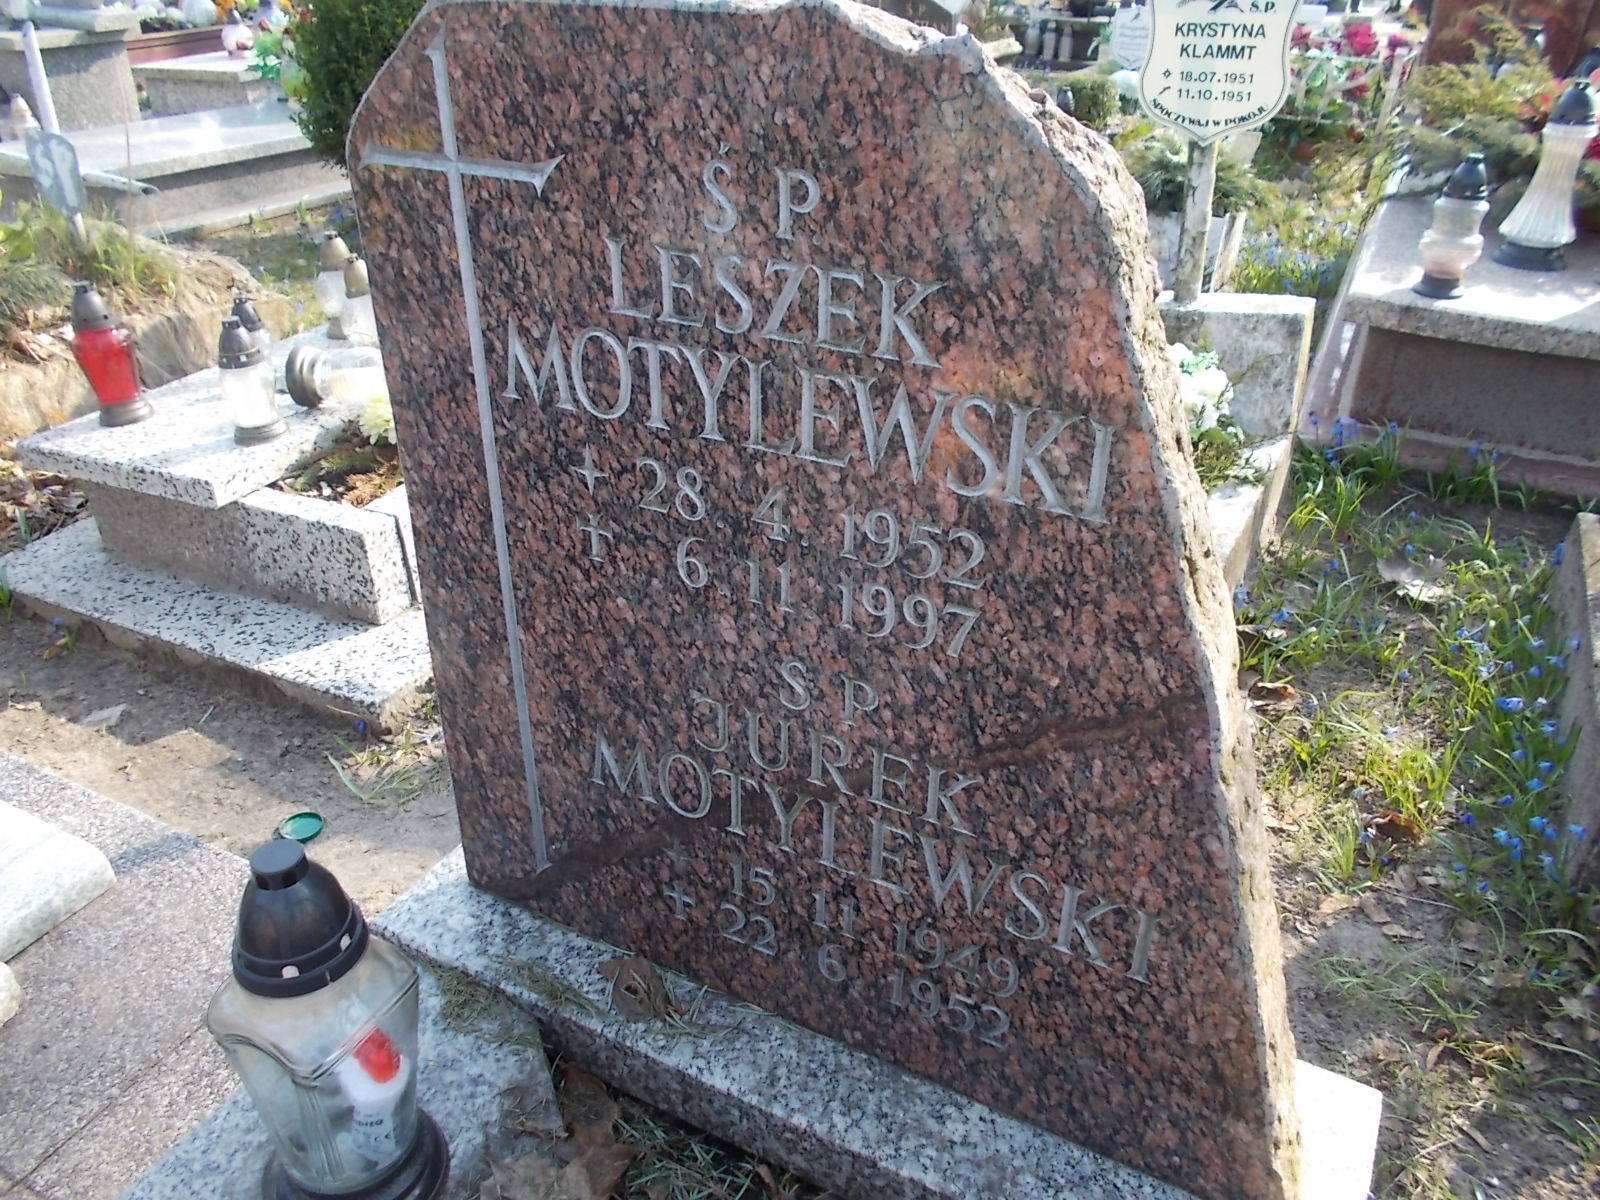 Ś P.
LESZEK
MOTYLEWSKI
28. 4. 1952
6. 11. 1997
S P
JUREK
MOTYLEWSKI
15 11 1949
22 6 1952
Ś.P.
KRYSTYNA
KLAMMT
18.07.1951
11.10.1951
SPOCZYWAJ W POKOJU
ŚP